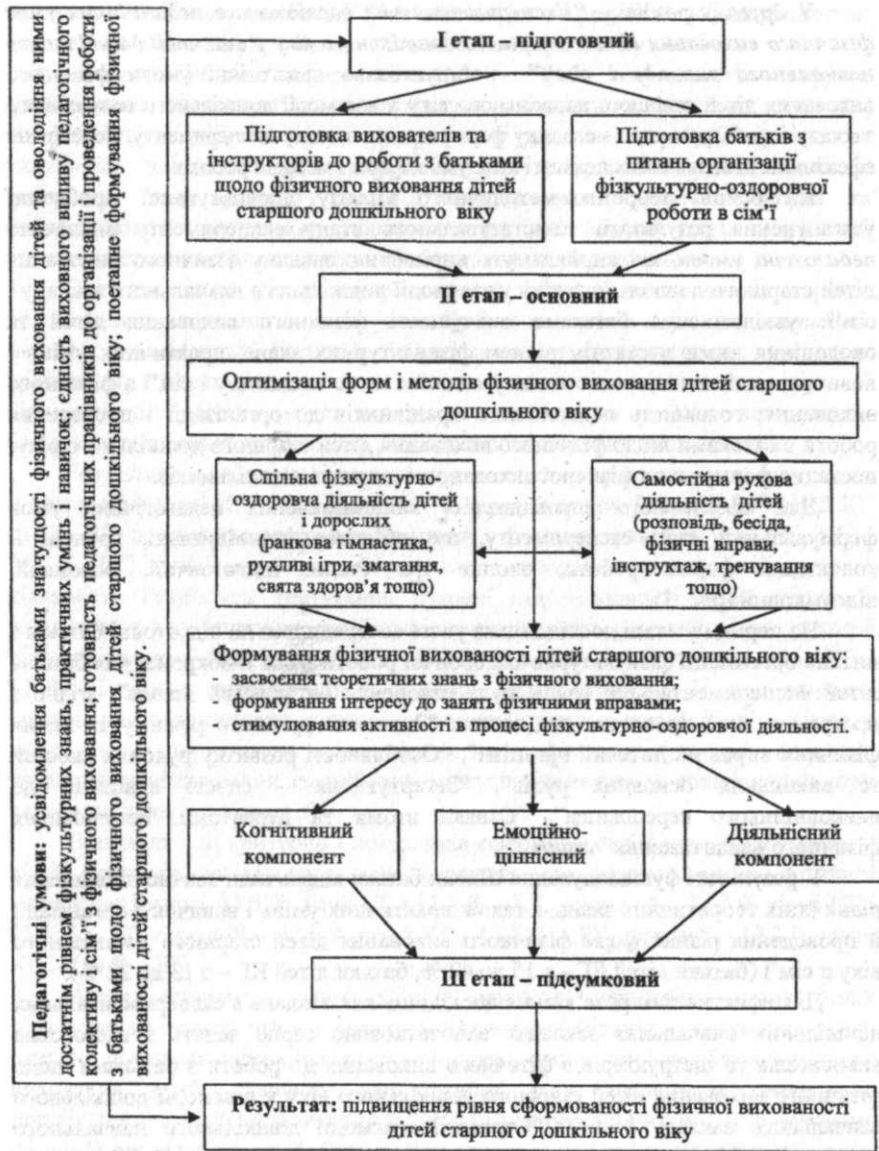 Педагогічні умови: усвідомлення батьками значущості фізичного виховання дітей та оволодіння ними
достатнім рівнем фізкультурних знань, практичних умінь і навичок; єдність виховного впливу педагогічного
колективу і сім'ї з фізичного виховання; готовність педагогічних працівників до організації і проведення роботи
з батьками щодо фізичного виховання дітей старшого дошкільного віку; поетапне формування фізичної
вихованості дітей старшого дошкільного віку.
І етап – підготовчий
Підготовка вихователів та
інструкторів до роботи з батьками
щодо фізичного виховання дітей
старшого дошкільного віку
Підготовка батьків з
питань організації
фізкультурно-оздоровчої
роботи в сім'ї
ІІ етап – основний
Оптимізація форм і методів фізичного виховання дітей старшого
дошкільного віку
Спільна фізкультурно-
оздоровча діяльність дітей
і дорослих
(ранкова гімнастика,
рухливі ігри, змагання,
свята здоров'я тощо)
Самостійна рухова
діяльність дітей
(розповідь, бесіда,
фізичні вправи,
інструктаж, тренування
тощо)
Формування фізичної вихованості дітей старшого дошкільного віку:
засвоєння теоретичних знань з фізичного виховання;
формування інтересу до занять фізичними вправами;
стимулювання активності в процесі фізкультурно-оздоровчої діяльності.
Когнітивний
компонент
Емоційно-
ціннісний
Діяльнісний
компонент
ІІІ етап – підсумковий
Результат: підвищення рівня сформованості фізичної вихованості
дітей старшого дошкільного віку